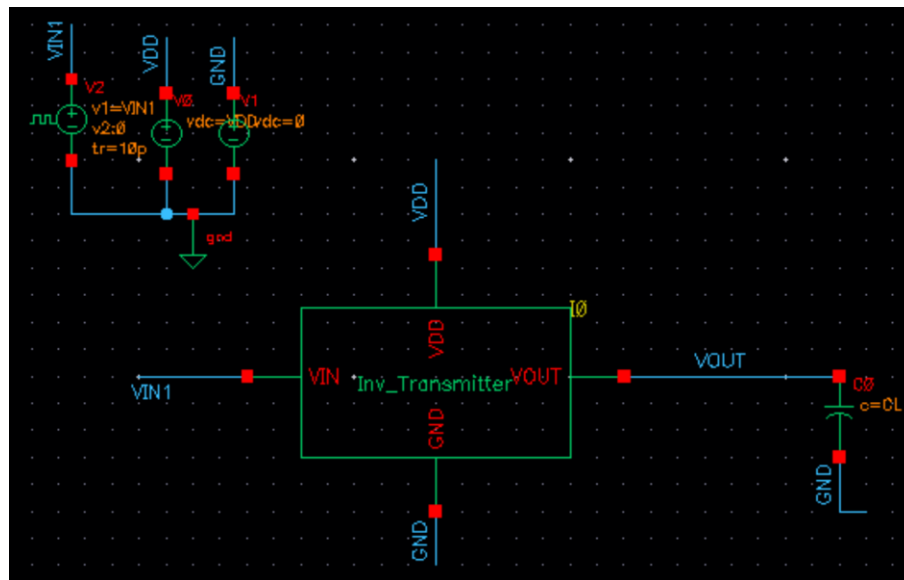 VIN1
VDD
GND
V2
V0
V1
v1=VIN1
vdc=VDD
vdc=0
v2:0
tr=10p
gnd
VDD
I0
VDD
VIN
Inv_Transmitter
VOUT
VOUT
C0
VIN1
c=CL
GND
GND
GND